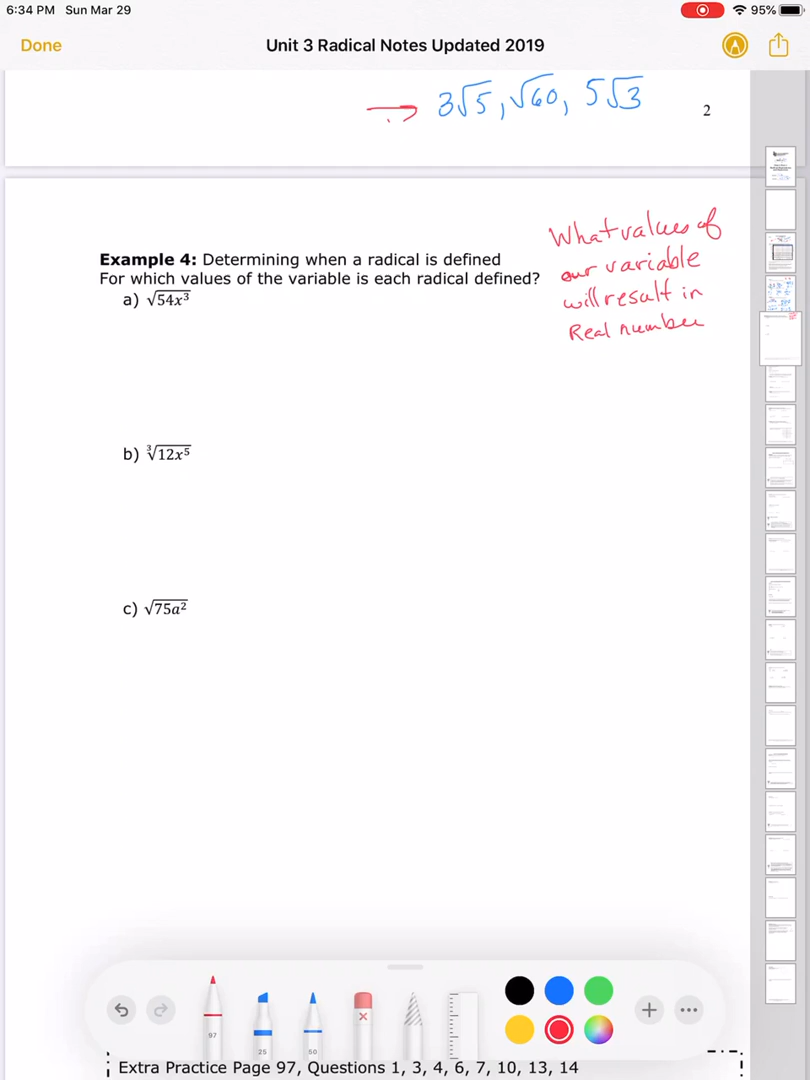 6:34 PM Sun Mar 29 95%
Done Unit 3 Radical Notes Updated 2019
→ 3√5, √60, 5√3
2
What values of
our variable
will result in
Real number
Example 4: Determining when a radical is defined
For which values of the variable is each radical defined?
a) √54x³
b) ∛12x⁵
c) √75a²
97 25 50
Extra Practice Page 97, Questions 1, 3, 4, 6, 7, 10, 13, 14